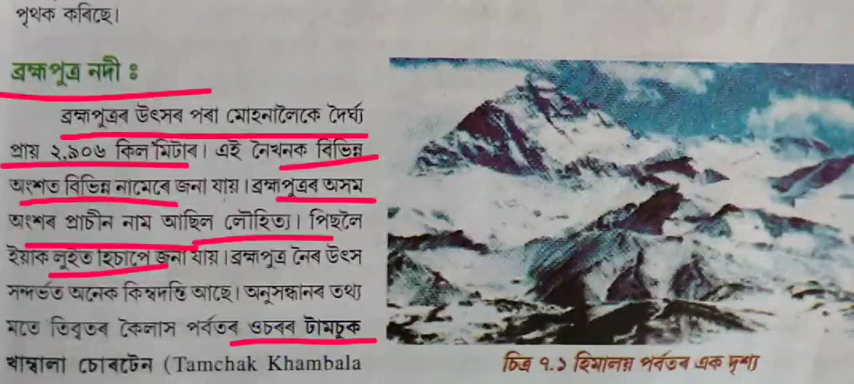 পৃথক কৰিছে।
ব্ৰহ্মপুত্ৰ নদী ঃ
ব্ৰহ্মপুত্ৰৰ উৎসৰ পৰা মোহনালৈকে দৈৰ্ঘ্য
প্ৰায় ২,৯০৬ কিল'মিটাৰ। এই নৈখনক বিভিন্ন
অংশত বিভিন্ন নামেৰে জনা যায়। ব্ৰহ্মপুত্ৰৰ অসম
অংশৰ প্ৰাচীন নাম আছিল লৌহিত্য। পিছলৈ
ইয়াক লুইত হিচাপে জনা যায়। ব্ৰহ্মপুত্ৰ নৈৰ উৎস
সন্দৰ্ভত অনেক কিম্বদন্তি আছে। অনুসন্ধানৰ তথ্য
মতে তিব্বতৰ কৈলাস পৰ্বতৰ ওচৰৰ টামচুক
খাম্বালা চোৰটেন (Tamchak Khambala
চিত্ৰ ৭.১ হিমালয় পৰ্বতৰ এক দৃশ্য